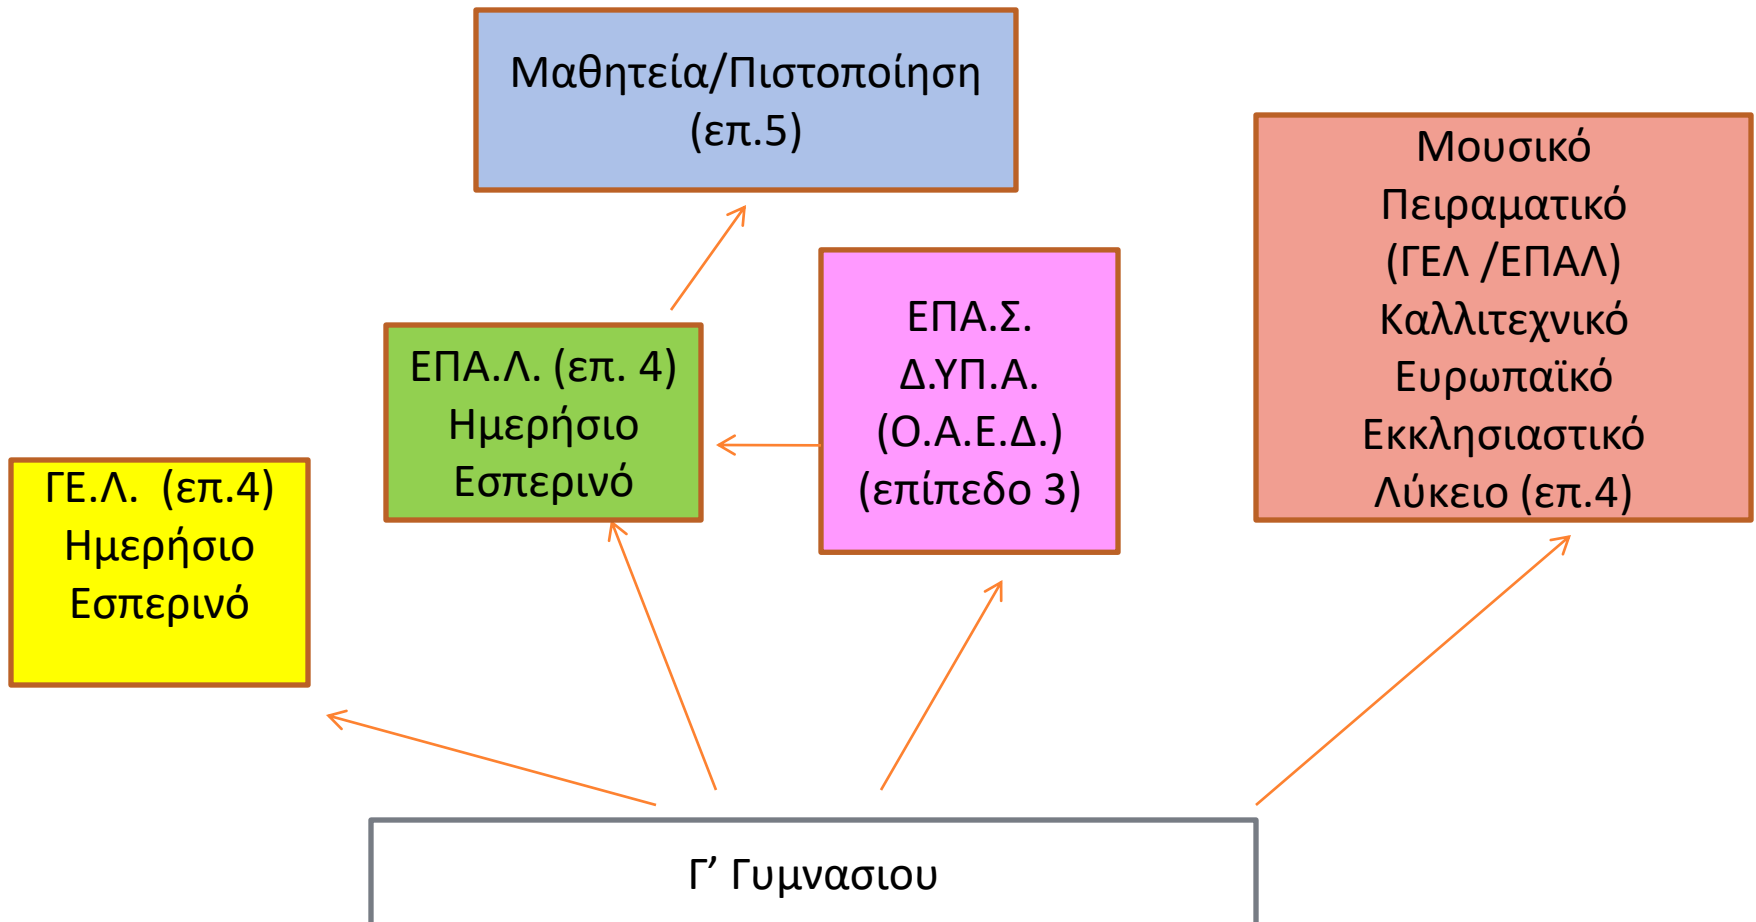 Μαθητεία/Πιστοποίηση
(επ.5)
Μουσικό
Πειραματικό
(ΓΕΛ /ΕΠΑΛ)
Καλλιτεχνικό
Ευρωπαϊκό
Εκκλησιαστικό
Λύκειο (επ.4)
ΕΠΑ.Σ.
Δ.ΥΠ.Α.
(Ο.Α.Ε.Δ.)
(επίπεδο 3)
ΕΠΑ.Λ. (επ. 4)
Ημερήσιο
Εσπερινό
ΓΕ.Λ. (επ.4)
Ημερήσιο
Εσπερινό
Γ’ Γυμνασιου